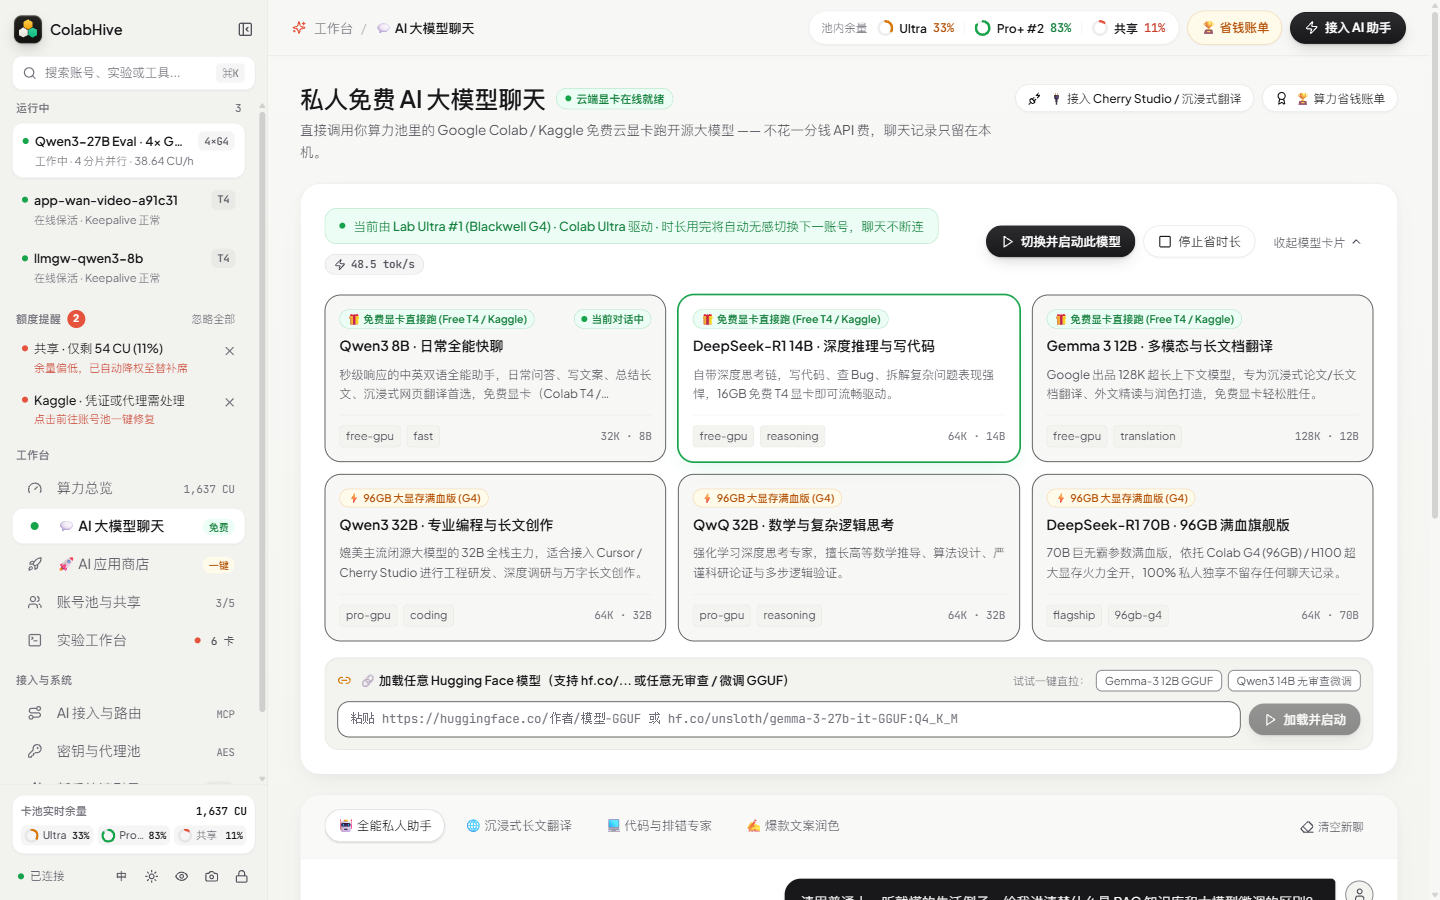 ColabHive
搜索账号、实验或工具... ⌘K
运行中 3
Qwen3-27B Eval · 4× G... 4×G4
工作中 · 4 分片并行 · 38.64 CU/h
app-wan-video-a91c31 T4
在线保活 · Keepalive 正常
llmgw-qwen3-8b T4
在线保活 · Keepalive 正常
额度提醒 2 忽略全部
共享 · 仅剩 54 CU (11%)
余量偏低，已自动降权至替补席
Kaggle · 凭证或代理需处理
点击前往账号池一键修复
工作台
算力总览 1,637 CU
AI 大模型聊天 免费
AI 应用商店 一键
账号池与共享 3/5
实验工作台 6 卡
接入与系统
AI 接入与路由 MCP
密钥与代理池 AES
卡池实时余量 1,637 CU
Ultra 33% Pro... 83% 共享 11%
已连接 中
工作台 / AI 大模型聊天
池内余量 Ultra 33% Pro+ #2 83% 共享 11%
省钱账单
接入 AI 助手
私人免费 AI 大模型聊天 云端显卡在线就绪
接入 Cherry Studio / 沉浸式翻译
算力省钱账单
直接调用你算力池里的 Google Colab / Kaggle 免费云显卡跑开源大模型 —— 不花一分钱 API 费，聊天记录只留在本
机。
当前由 Lab Ultra #1 (Blackwell G4) · Colab Ultra 驱动 · 时长用完将自动无感切换下一账号，聊天不断连
48.5 tok/s
切换并启动此模型
停止省时长
收起模型卡片
免费显卡直接跑 (Free T4 / Kaggle) 当前对话中
Qwen3 8B · 日常全能快聊
秒级响应的中英双语全能助手，日常问答、写文案、总结长
文、沉浸式网页翻译首选，免费显卡（Colab T4 /...
free-gpu fast 32K · 8B
免费显卡直接跑 (Free T4 / Kaggle)
DeepSeek-R1 14B · 深度推理与写代码
自带深度思考链，写代码、查 Bug、拆解复杂问题表现强
悍，16GB 免费 T4 显卡即可流畅驱动。
free-gpu reasoning 64K · 14B
免费显卡直接跑 (Free T4 / Kaggle)
Gemma 3 12B · 多模态与长文档翻译
Google 出品 128K 超长上下文模型，专为沉浸式论文/长文
档翻译、外文精读与润色打造，免费显卡轻松胜任。
free-gpu translation 128K · 12B
96GB 大显存满血版 (G4)
Qwen3 32B · 专业编程与长文创作
媲美主流闭源大模型的 32B 全栈主力，适合接入 Cursor /
Cherry Studio 进行工程研发、深度调研与万字长文创作。
pro-gpu coding 64K · 32B
96GB 大显存满血版 (G4)
QwQ 32B · 数学与复杂逻辑思考
强化学习深度思考专家，擅长高等数学推导、算法设计、严
谨科研论证与多步逻辑验证。
pro-gpu reasoning 64K · 32B
96GB 大显存满血版 (G4)
DeepSeek-R1 70B · 96GB 满血旗舰版
70B 巨无霸参数满血版，依托 Colab G4 (96GB) / H100 超
大显存火力全开，100% 私人独享不留存任何聊天记录。
flagship 96gb-g4 64K · 70B
加载任意 Hugging Face 模型（支持 hf.co/... 或任意无审查 / 微调 GGUF）
试试一键直拉： Gemma-3 12B GGUF Qwen3 14B 无审查微调
粘贴 https://huggingface.co/作者/模型-GGUF 或 hf.co/unsloth/gemma-3-27b-it-GGUF:Q4_K_M
加载并启动
全能私人助手 沉浸式长文翻译 代码与排错专家 爆款文案润色
清空新聊